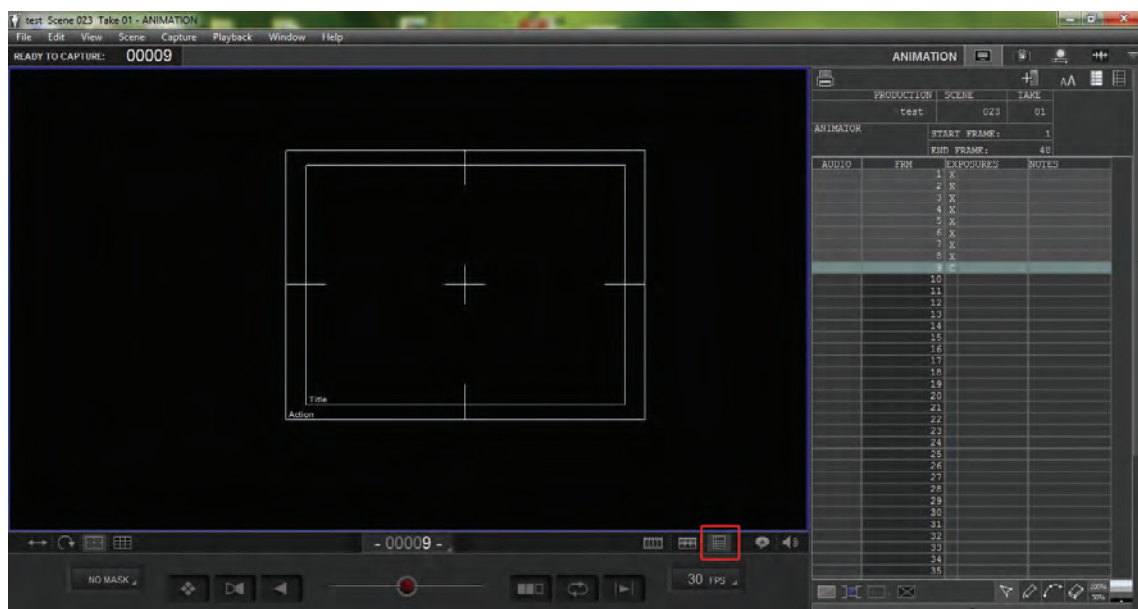 test Scene 023 Take 01 - ANIMATION
File Edit View Scene Capture Playback Window Help
READY TO CAPTURE: 00009
ANIMATION
AA
PRODUCTION SCENE TAKE
test 023 01
ANIMATOR
START FRAME: 1
END FRAME: 48
AUDIO FRM EXPOSURES NOTES
1 X
2 X
3 X
4 X
5 X
6 X
7 X
8 X
9 C
10
11
12
13
14
15
16
17
18
19
20
21
22
23
24
25
26
27
28
29
30
31
32
33
34
35
Title
Action
- 00009 -
NO MASK
30 FPS
100%
50%